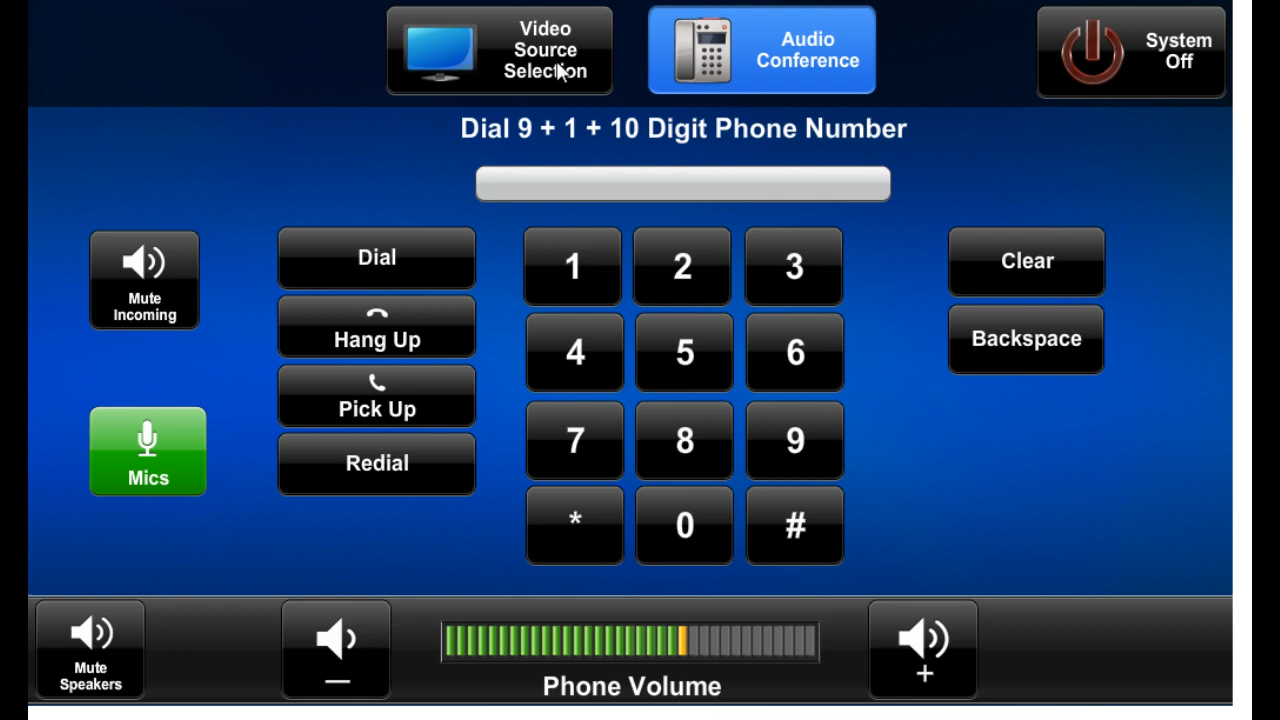 Video
Source
Selection
Audio
Conference
System
Off
Dial 9 + 1 + 10 Digit Phone Number
Mute
Incoming
Mics
Dial
Hang Up
Pick Up
Redial
1 2 3
4 5 6
7 8 9
* 0 #
Clear
Backspace
Mute
Speakers
—
Phone Volume
+